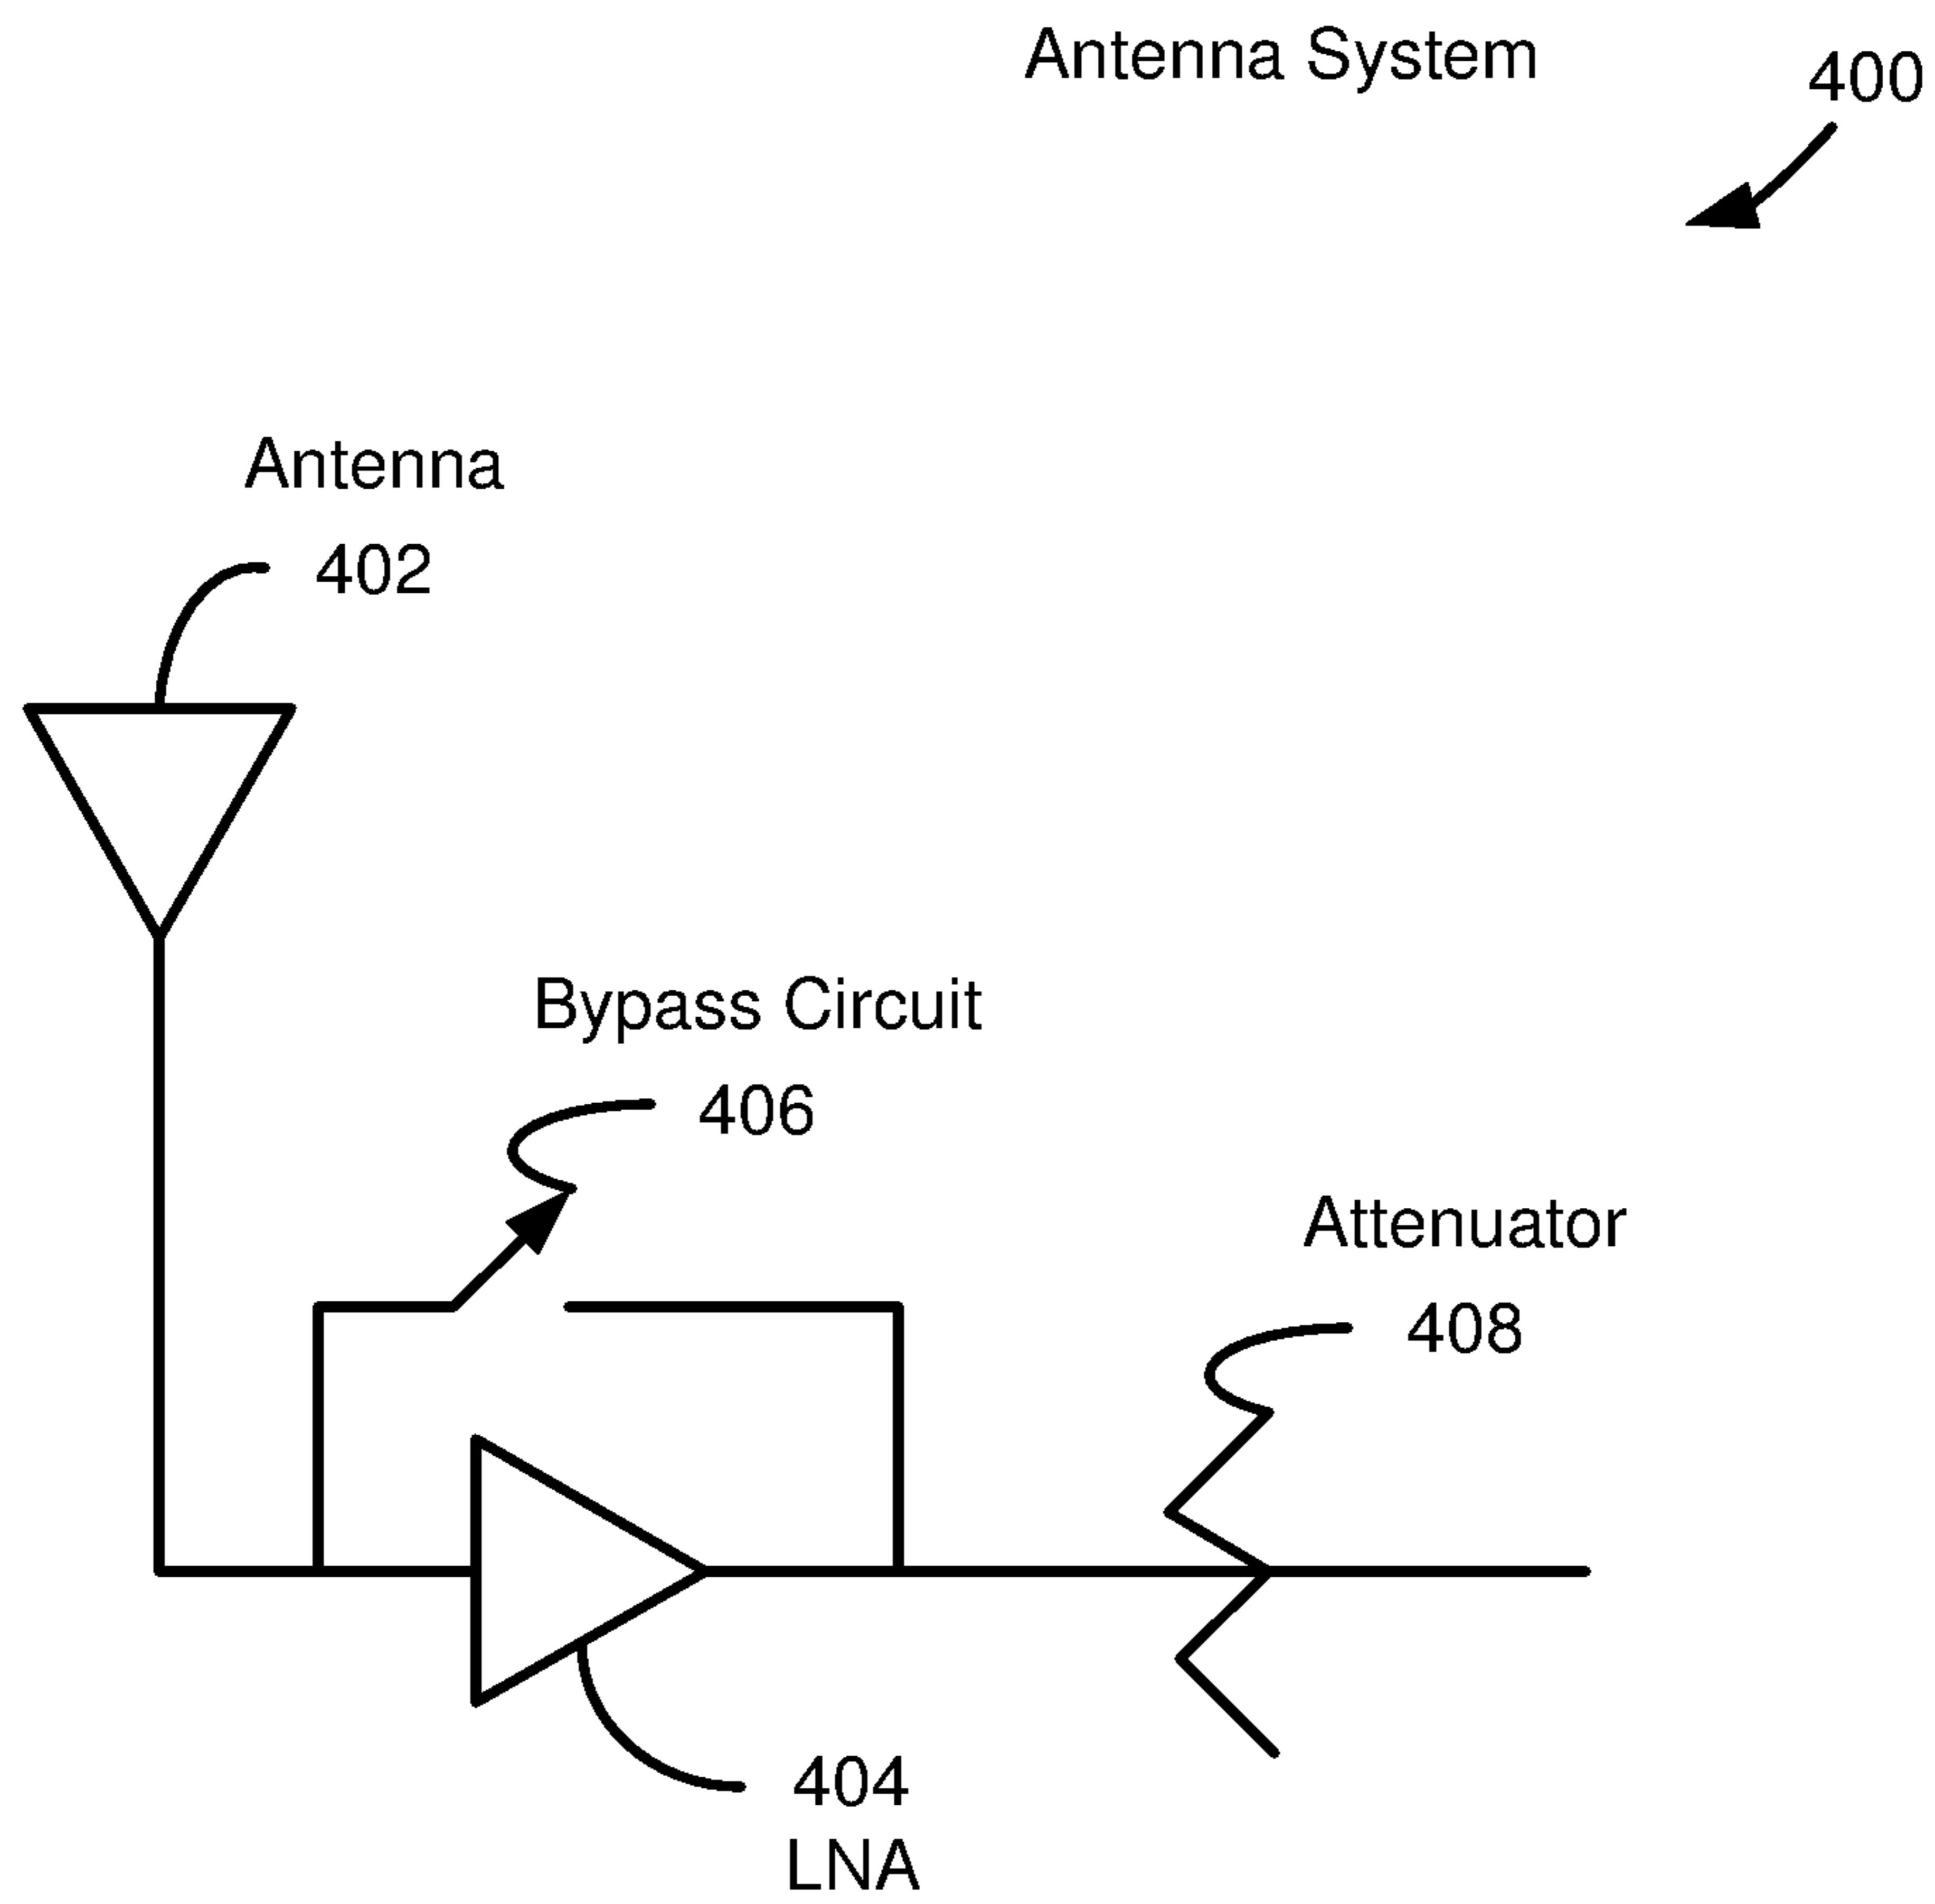 Antenna System
400
Antenna
402
Bypass Circuit
406
Attenuator
408
404
LNA